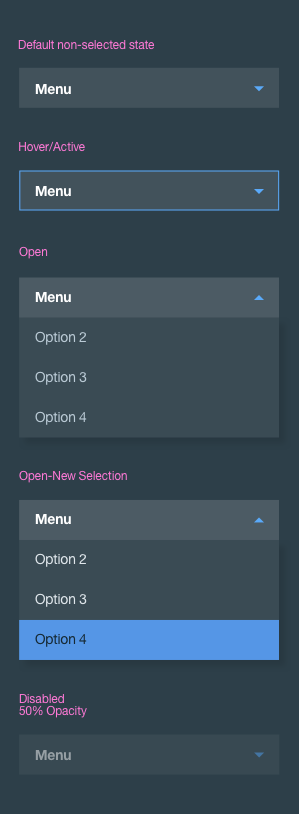 Default non-selected state
Menu
Hover/Active
Menu
Open
Menu
Option 2
Option 3
Option 4
Open-New Selection
Menu
Option 2
Option 3
Option 4
Disabled
50% Opacity
Menu